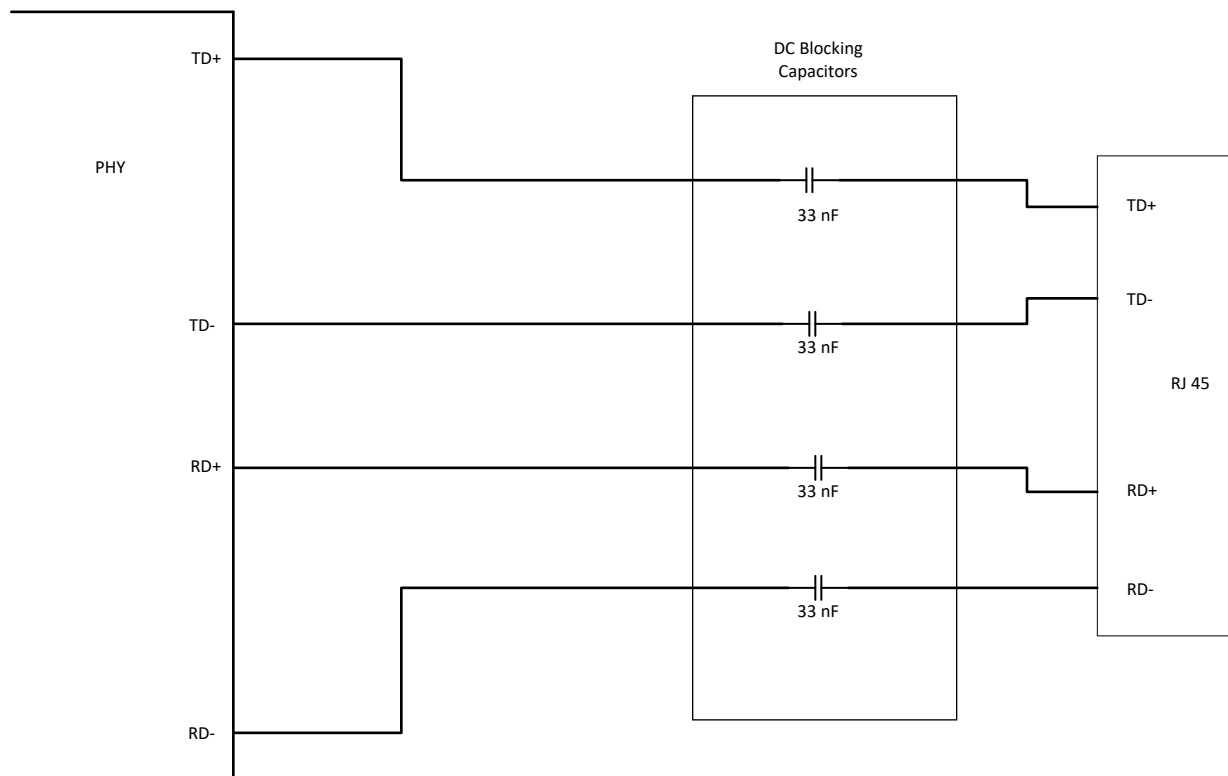 TD+
DC Blocking
Capacitors
PHY
33 nF
TD+
TD-
TD-
33 nF
RJ 45
RD+
33 nF
RD+
33 nF
RD-
RD-